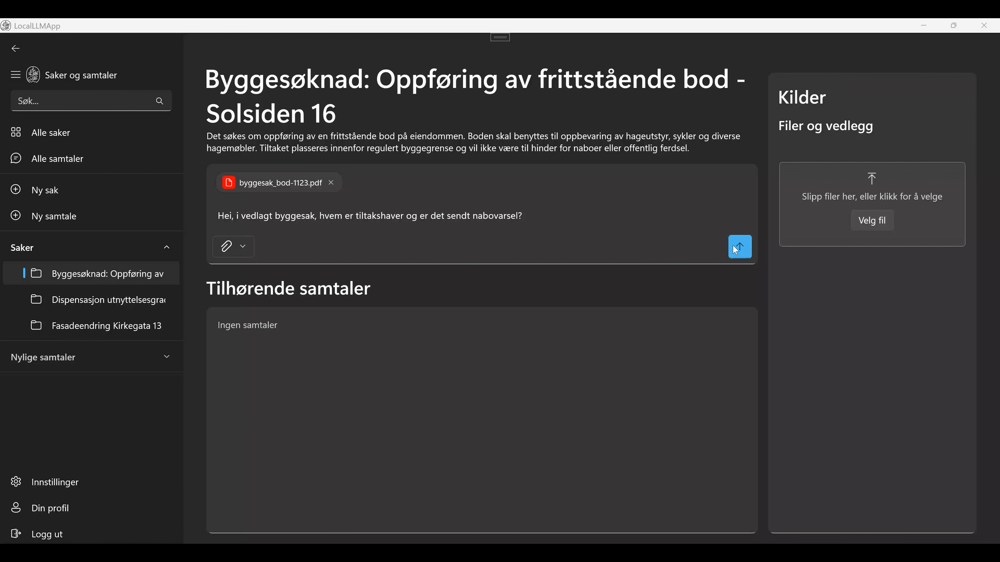 LocalLLMApp
Saker og samtaler
Søk...
Alle saker
Alle samtaler
Ny sak
Ny samtale
Saker
Byggesøknad: Oppføring av
Dispensasjon utnyttelsesgrad
Fasadeendring Kirkegata 13
Nylige samtaler
Innstillinger
Din profil
Logg ut
Byggesøknad: Oppføring av frittstående bod -
Solsiden 16
Det søkes om oppføring av en frittstående bod på eiendommen. Boden skal benyttes til oppbevaring av hageutstyr, sykler og diverse
hagemøbler. Tiltaket plasseres innenfor regulert byggegrense og vil ikke være til hinder for naboer eller offentlig ferdsel.
byggesak_bod-1123.pdf
Hei, i vedlagt byggesak, hvem er tiltakshaver og er det sendt nabovarsel?
Tilhørende samtaler
Ingen samtaler
Kilder
Filer og vedlegg
Slipp filer her, eller klikk for å velge
Velg fil